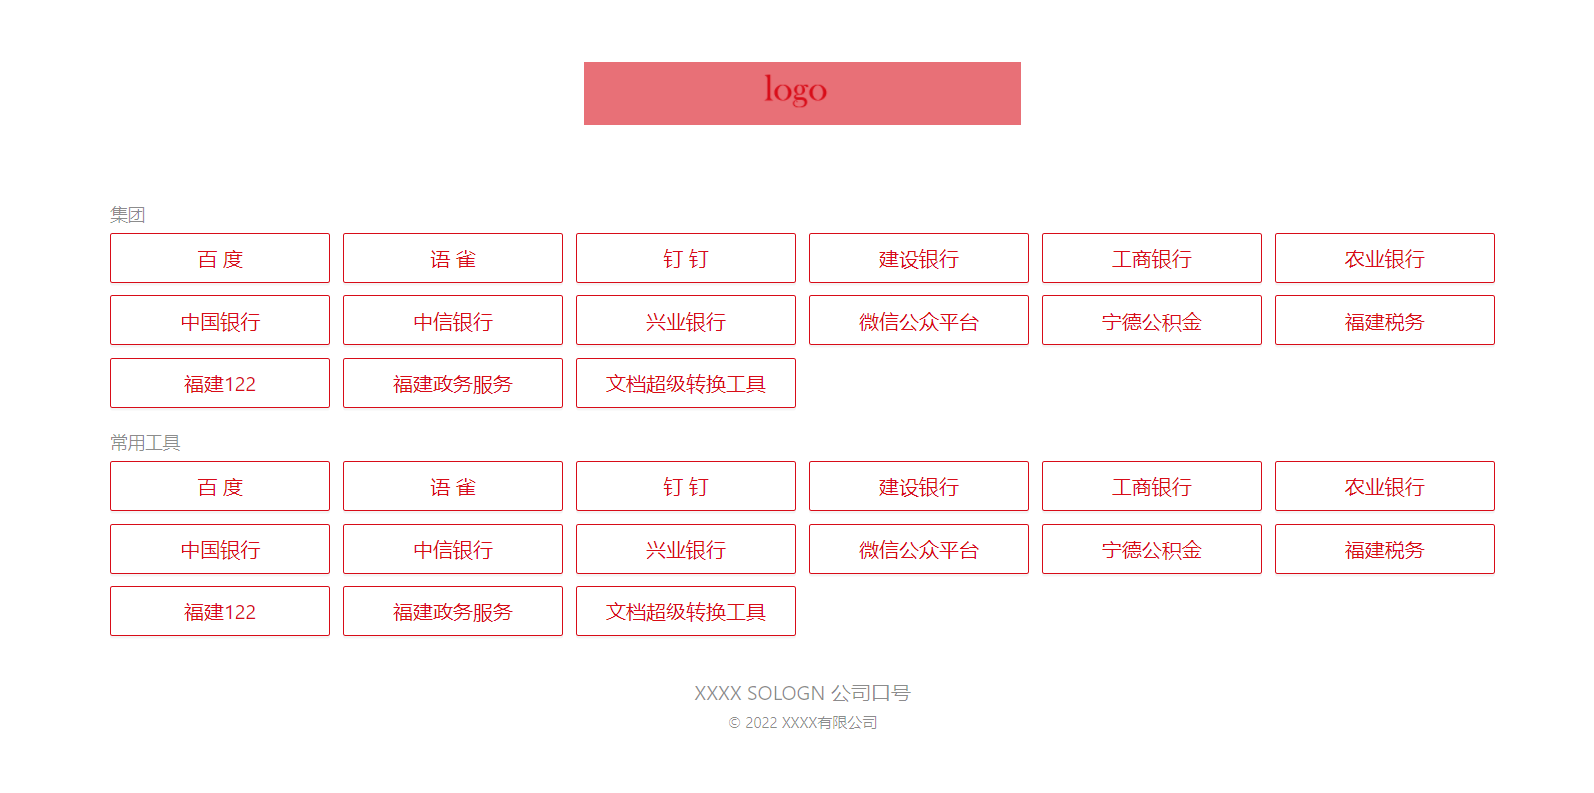 logo
集团
百 度 语 雀 钉 钉 建设银行 工商银行 农业银行
中国银行 中信银行 兴业银行 微信公众平台 宁德公积金 福建税务
福建122 福建政务服务 文档超级转换工具
常用工具
百 度 语 雀 钉 钉 建设银行 工商银行 农业银行
中国银行 中信银行 兴业银行 微信公众平台 宁德公积金 福建税务
福建122 福建政务服务 文档超级转换工具
XXXX SOLOGN 公司口号
© 2022 XXXX有限公司